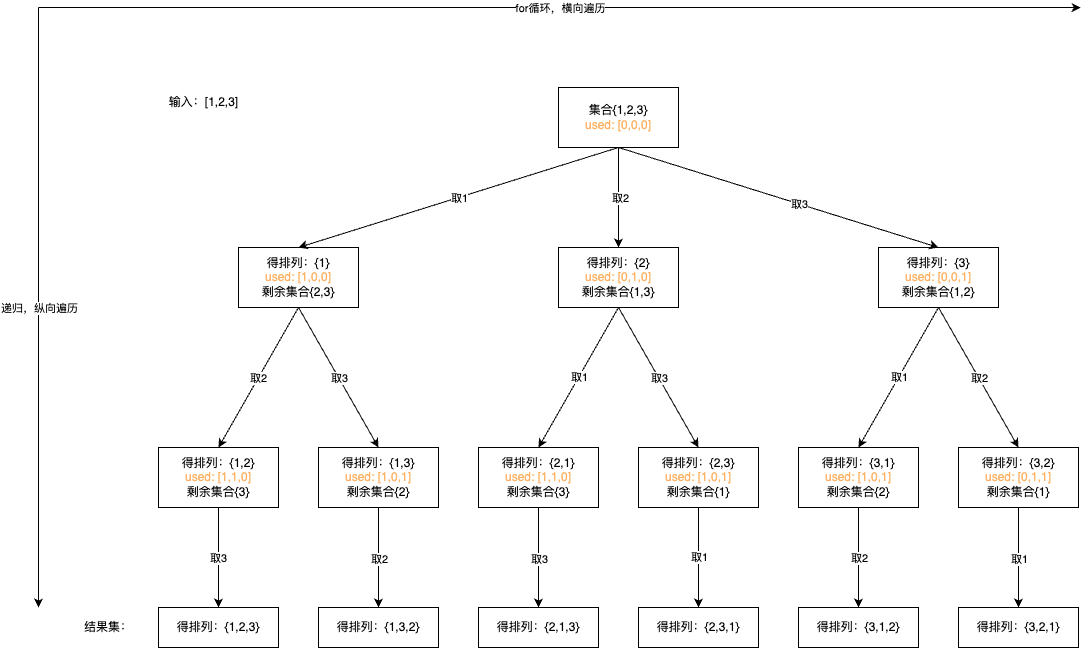 for循环，横向遍历
输入：[1,2,3]
集合{1,2,3}
used: [0,0,0]
取1
取2
取3
得排列：{1}
used: [1,0,0]
剩余集合{2,3}
得排列：{2}
used: [0,1,0]
剩余集合{1,3}
得排列：{3}
used: [0,0,1]
剩余集合{1,2}
递归，纵向遍历
取2
取3
取1
取3
取1
取2
得排列：{1,2}
used: [1,1,0]
剩余集合{3}
得排列：{1,3}
used: [1,0,1]
剩余集合{2}
得排列：{2,1}
used: [1,1,0]
剩余集合{3}
得排列：{2,3}
used: [1,0,1]
剩余集合{1}
得排列：{3,1}
used: [1,0,1]
剩余集合{2}
得排列：{3,2}
used: [0,1,1]
剩余集合{1}
取3
取2
取3
取1
取2
取1
结果集：
得排列：{1,2,3}
得排列：{1,3,2}
得排列：{2,1,3}
得排列：{2,3,1}
得排列：{3,1,2}
得排列：{3,2,1}